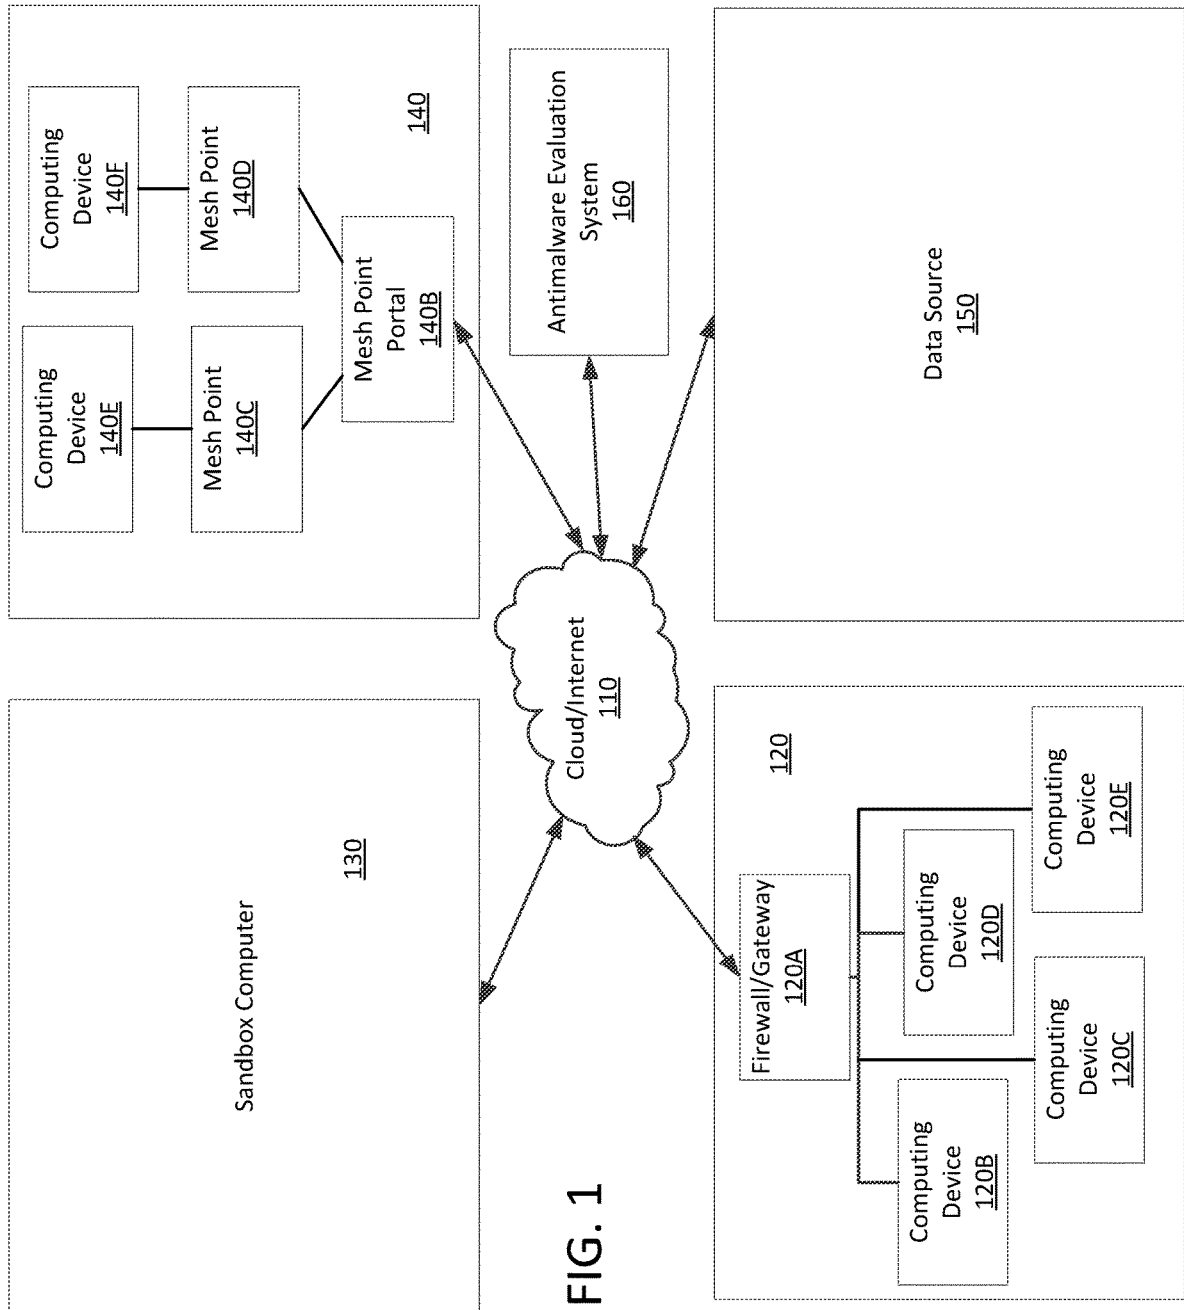 Sandbox Computer
130
Computing
Device
140E
Computing
Device
140F
Mesh Point
140C
Mesh Point
140D
Mesh Point
Portal
140B
140
Cloud/Internet
110
Antimalware Evaluation
System
160
FIG. 1
Firewall/Gateway
120A
120
Computing
Device
120B
Computing
Device
120D
Computing
Device
120C
Computing
Device
120E
Data Source
150